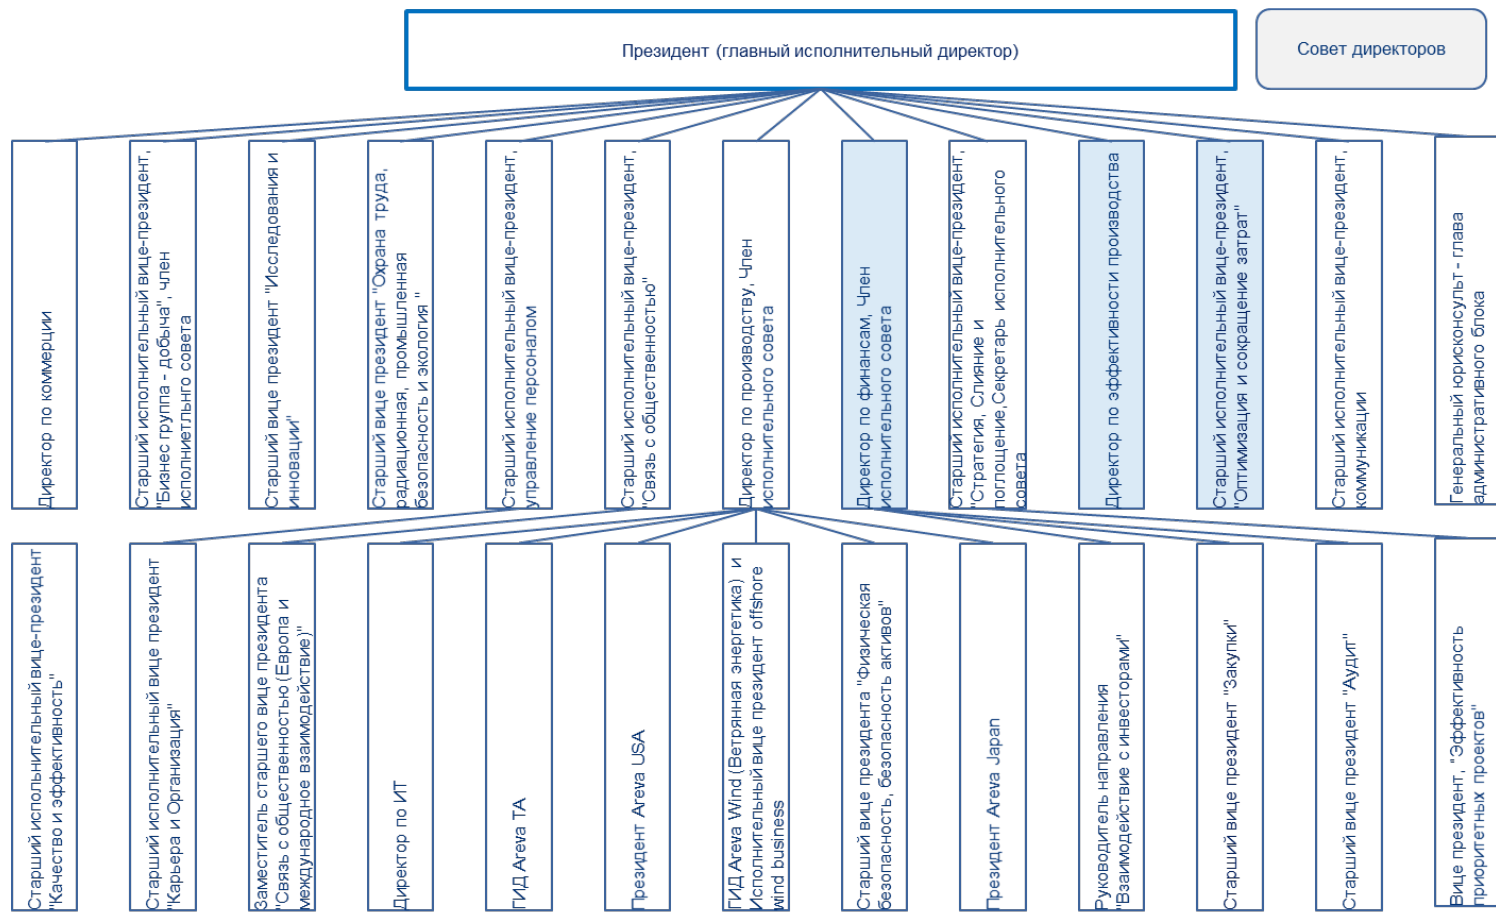 Президент (главный исполнительный директор)
Совет директоров
Директор по коммерции
Старший исполнительный вице-президент,
"Бизнес группа - добыча", член
исполниетльнго совета
Старший вице президент "Исследования и
инновации"
Старший вице президент "Охрана труда,
радиационная, промышленная
безопасность и экология "
Старший исполнительный вице-президент,
управление персоналом
Старший исполнительный вице-президент,
"Связь с общественностью"
Директор по производству, Член
исполнительного совета
Директор по финансам, Член
исполнительного совета
Старший исполнительный вице-президент,
"Стратегия, Слияние и
поглощение,Секретарь исполнительного
совета
Директор по эффективности производства
Старший исполнительный вице-президент,
"Оптимизация и сокращение затрат"
Старший исполнительный вице-президент,
коммуникации
Генеральный юрисконсульт - глава
административного блока
Старший испольнительный вице-президент
"Качество и эффективность"
Старший исполнительный вице президент
"Карьера и Организация"
Заместитель старшего вице президента
"Связь с общественностью (Европа и
международное взаимодействие)"
Директор по ИТ
ГИД Areva TA
Президент Areva USA
ГИД Areva Wind (Ветрянная энергетика) и
Исполнительный вице президент offshore
wind business
Старший вице президента "Физическая
безопасность, безопасность активов"
Президент Areva Japan
Руководитель направления
"Взаимодействие с инвесторами"
Старший вице президент "Закупки"
Старший вице президент "Аудит"
Вице президент, "Эффективность
приоритетных проектов"